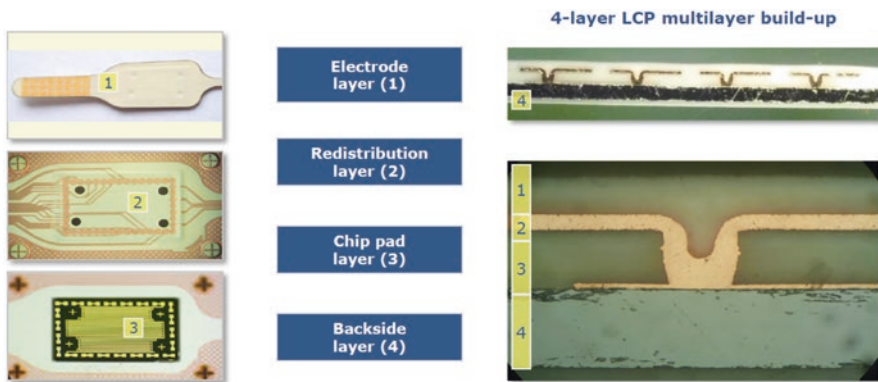 4-layer LCP multilayer build-up
1
Electrode
layer (1)
4
2
Redistribution
layer (2)
1
2
3
4
3
Chip pad
layer (3)
Backside
layer (4)